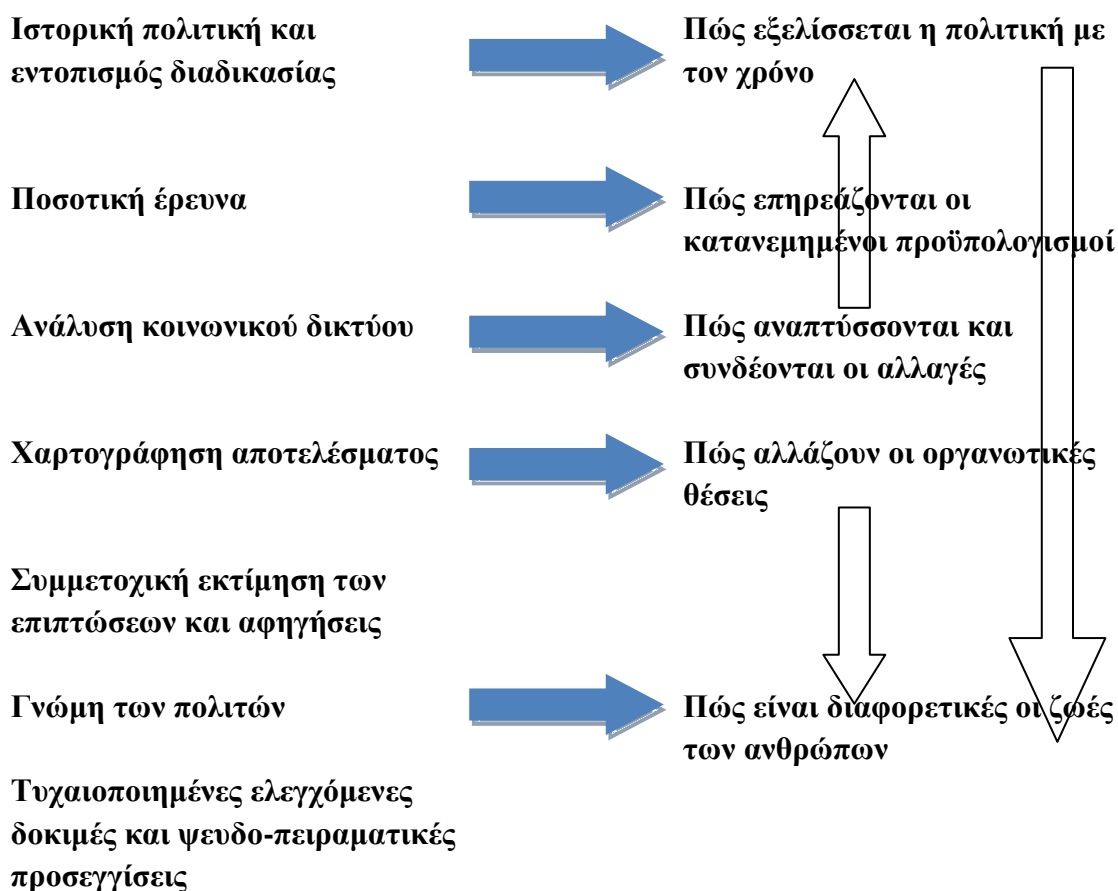 Ιστορική πολιτική και
εντοπισμός διαδικασίας
Πώς εξελίσσεται η πολιτική με
τον χρόνο
Ποσοτική έρευνα
Πώς επηρεάζονται οι
κατανεμημένοι προϋπολογισμοί
Ανάλυση κοινωνικού δικτύου
Πώς αναπτύσσονται και
συνδέονται οι αλλαγές
Χαρτογράφηση αποτελέσματος
Πώς αλλάζουν οι οργανωτικές
θέσεις
Συμμετοχική εκτίμηση των
επιπτώσεων και αφηγήσεις
Γνώμη των πολιτών
Πώς είναι διαφορετικές οι ζωές
των ανθρώπων
Τυχαιοποιημένες ελεγχόμενες
δοκιμές και ψευδο-πειραματικές
προσεγγίσεις